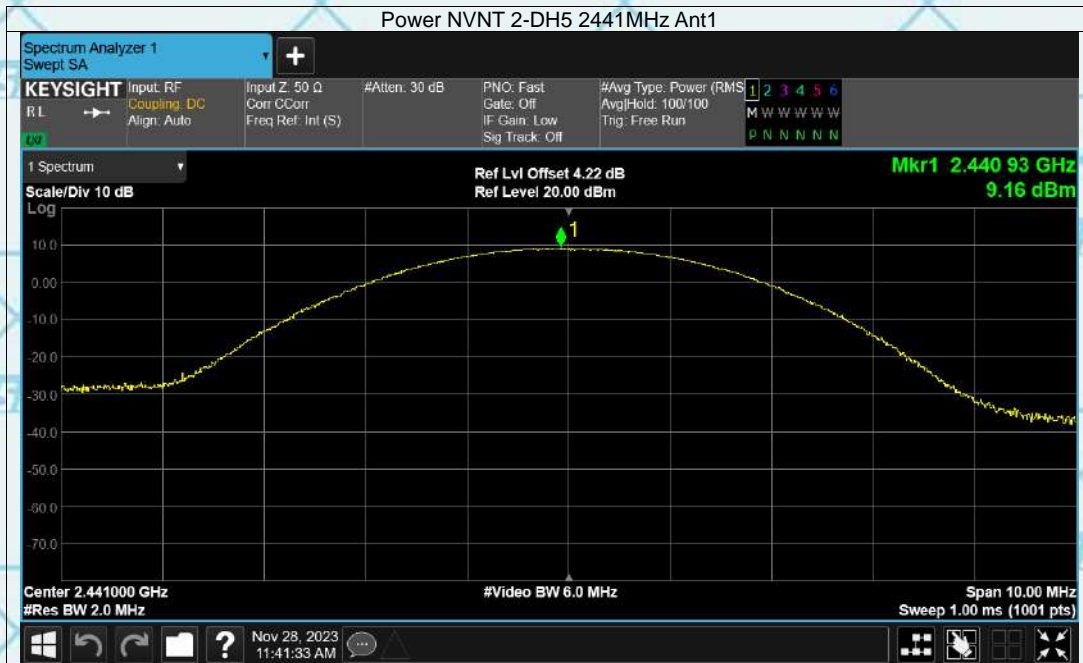 Power NVNT 2-DH5 2441MHz Ant1
Spectrum Analyzer 1
Swept SA
+
KEYSIGHT
RL
LXI
Input: RF
Coupling: DC
Align: Auto
Input Z: 50 Ω
Corr CCorr
Freq Ref: Int (S)
#Atten: 30 dB
PNO: Fast
Gate: Off
IF Gain: Low
Sig Track: Off
#Avg Type: Power (RMS
Avg|Hold: 100/100
Trig: Free Run
1 2 3 4 5 6
M W W W W W
P N N N N N
1 Spectrum
Scale/Div 10 dB
Log
Ref Lvl Offset 4.22 dB
Ref Level 20.00 dBm
Mkr1 2.440 93 GHz
9.16 dBm
1
10.0
0.00
-10.0
-20.0
-30.0
-40.0
-50.0
-60.0
-70.0
Center 2.441000 GHz
#Res BW 2.0 MHz
#Video BW 6.0 MHz
Span 10.00 MHz
Sweep 1.00 ms (1001 pts)
?
Nov 28, 2023
11:41:33 AM